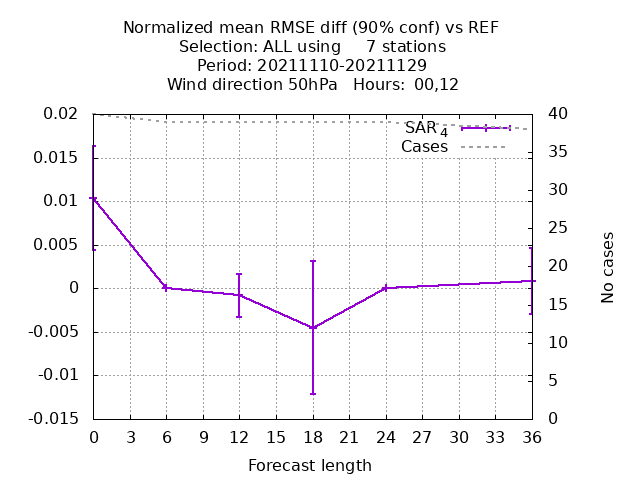 Normalized mean RMSE diff (90% conf) vs REF
Selection: ALL using     7 stations
Period: 20211110-20211129
Wind direction 50hPa   Hours: 00,12
0.02
0.015
0.01
0.005
0
-0.005
-0.01
-0.015
SAR4
Cases
40
35
30
25
20
15
10
5
0
No cases
0 3 6 9 12 15 18 21 24 27 30 33 36
Forecast length